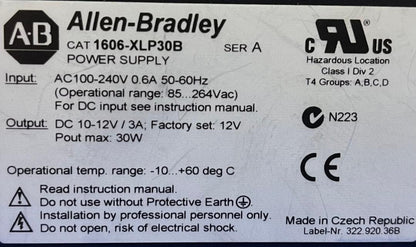 AB Allen-Bradley
CAT 1606-XLP30B SER A
POWER SUPPLY
Input: AC100-240V 0.6A 50-60Hz
(Operational range: 85...264Vac)
For DC input see instruction manual.
Output: DC 10-12V / 3A; Factory set: 12V
Pout max: 30W
Operational temp. range: -10...+60 deg C
Read instruction manual.
Do not use without Protective Earth
Installation by professional personnel only.
Do not open, risk of electrical shock.
c UR US
Hazardous Location
Class I Div 2
T4 Groups: A,B,C,D
N223
CE
Made in Czech Republic
Label-Nr. 322.920.36B